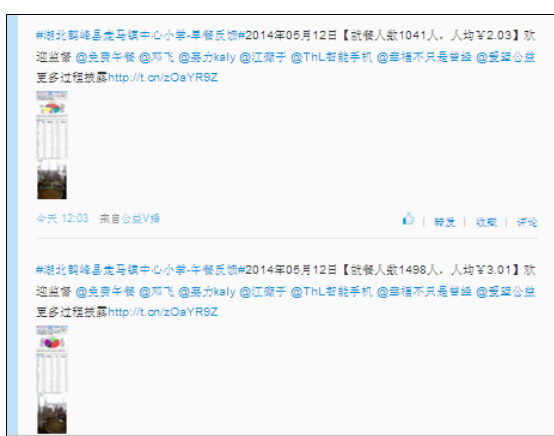 #湖北鹤峰县走马镇中心小学-早餐反馈#2014年05月12日【就餐人数1041人，人均¥2.03】欢
迎监督 @免费午餐 @邓飞 @嘉力kaly @江疯子 @ThL智能手机 @幸福不只是曾经 @爱塑公益
更多过程披露http://t.cn/zOaYR9Z
今天 12:03 来自公益V播
| 转发 | 收藏 | 评论
#湖北鹤峰县走马镇中心小学-午餐反馈#2014年05月12日【就餐人数1498人，人均¥3.01】欢
迎监督 @免费午餐 @邓飞 @嘉力kaly @江疯子 @ThL智能手机 @幸福不只是曾经 @爱塑公益
更多过程披露http://t.cn/zOaYR9Z